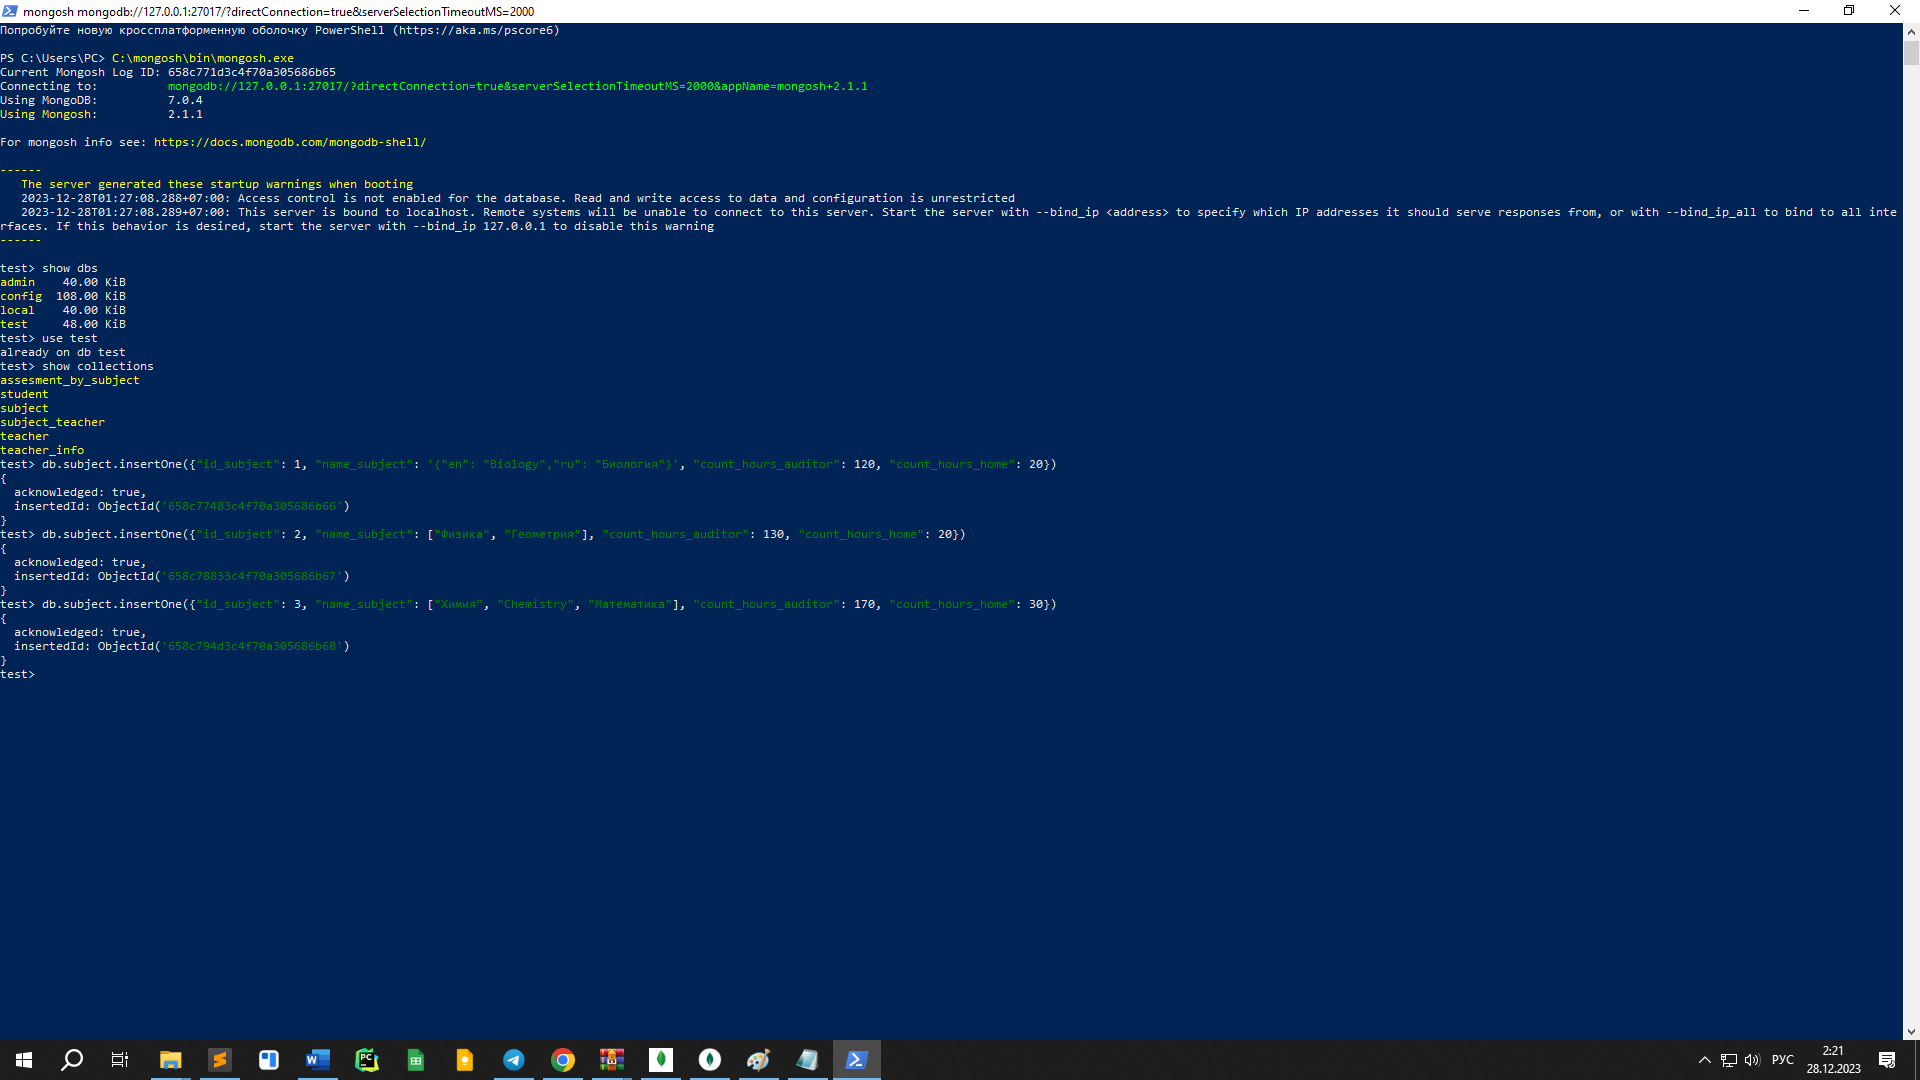 mongosh mongodb://127.0.0.1:27017/?directConnection=true&serverSelectionTimeoutMS=2000
Попробуйте новую кроссплатформенную оболочку PowerShell (https://aka.ms/pscore6)
PS C:\Users\PC> C:\mongosh\bin\mongosh.exe
Current Mongosh Log ID: 658c771d3c4f70a305686b65
Connecting to:          mongodb://127.0.0.1:27017/?directConnection=true&serverSelectionTimeoutMS=2000&appName=mongosh+2.1.1
Using MongoDB:          7.0.4
Using Mongosh:          2.1.1
For mongosh info see: https://docs.mongodb.com/mongodb-shell/
------
   The server generated these startup warnings when booting
   2023-12-28T01:27:08.288+07:00: Access control is not enabled for the database. Read and write access to data and configuration is unrestricted
   2023-12-28T01:27:08.289+07:00: This server is bound to localhost. Remote systems will be unable to connect to this server. Start the server with --bind_ip <address> to specify which IP addresses it should serve responses from, or with --bind_ip_all to bind to all inte
rfaces. If this behavior is desired, start the server with --bind_ip 127.0.0.1 to disable this warning
------
test> show dbs
admin    40.00 KiB
config  108.00 KiB
local    40.00 KiB
test     48.00 KiB
test> use test
already on db test
test> show collections
assesment_by_subject
student
subject
subject_teacher
teacher
teacher_info
test> db.subject.insertOne({"id_subject": 1, "name_subject": '{"en": "Biology","ru": "Биология"}', "count_hours_auditor": 120, "count_hours_home": 20})
{
  acknowledged: true,
  insertedId: ObjectId('658c77483c4f70a305686b66')
}
test> db.subject.insertOne({"id_subject": 2, "name_subject": ["Физика", "Геометрия"], "count_hours_auditor": 130, "count_hours_home": 20})
{
  acknowledged: true,
  insertedId: ObjectId('658c78833c4f70a305686b67')
}
test> db.subject.insertOne({"id_subject": 3, "name_subject": ["Химия", "Chemistry", "Математика"], "count_hours_auditor": 170, "count_hours_home": 30})
{
  acknowledged: true,
  insertedId: ObjectId('658c794d3c4f70a305686b68')
}
test>
РУС
2:21
28.12.2023